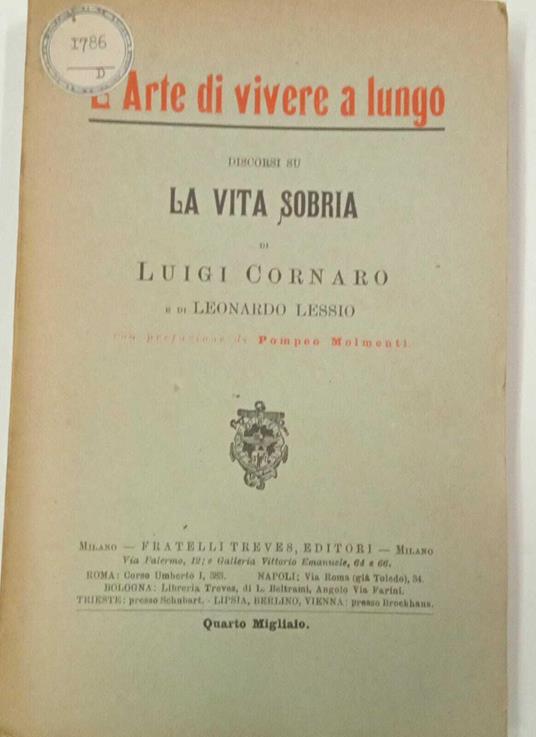 1786
D
L'Arte di vivere a lungo
DISCORSI SU
LA VITA SOBRIA
DI
LUIGI CORNARO
E DI LEONARDO LESSIO
con prefazione di Pompeo Molmenti
MILANO — FRATELLI TREVES, EDITORI — MILANO
Via Palermo, 12; e Galleria Vittorio Emanuele, 64 e 66.
ROMA: Corso Umberto I, 383. NAPOLI: Via Roma (già Toledo), 34.
BOLOGNA: Libreria Treves, di L. Beltrami, Angolo Via Farini.
TRIESTE: presso Schubart. - LIPSIA, BERLINO, VIENNA: presso Brockhaus.
Quarto Migliaio.